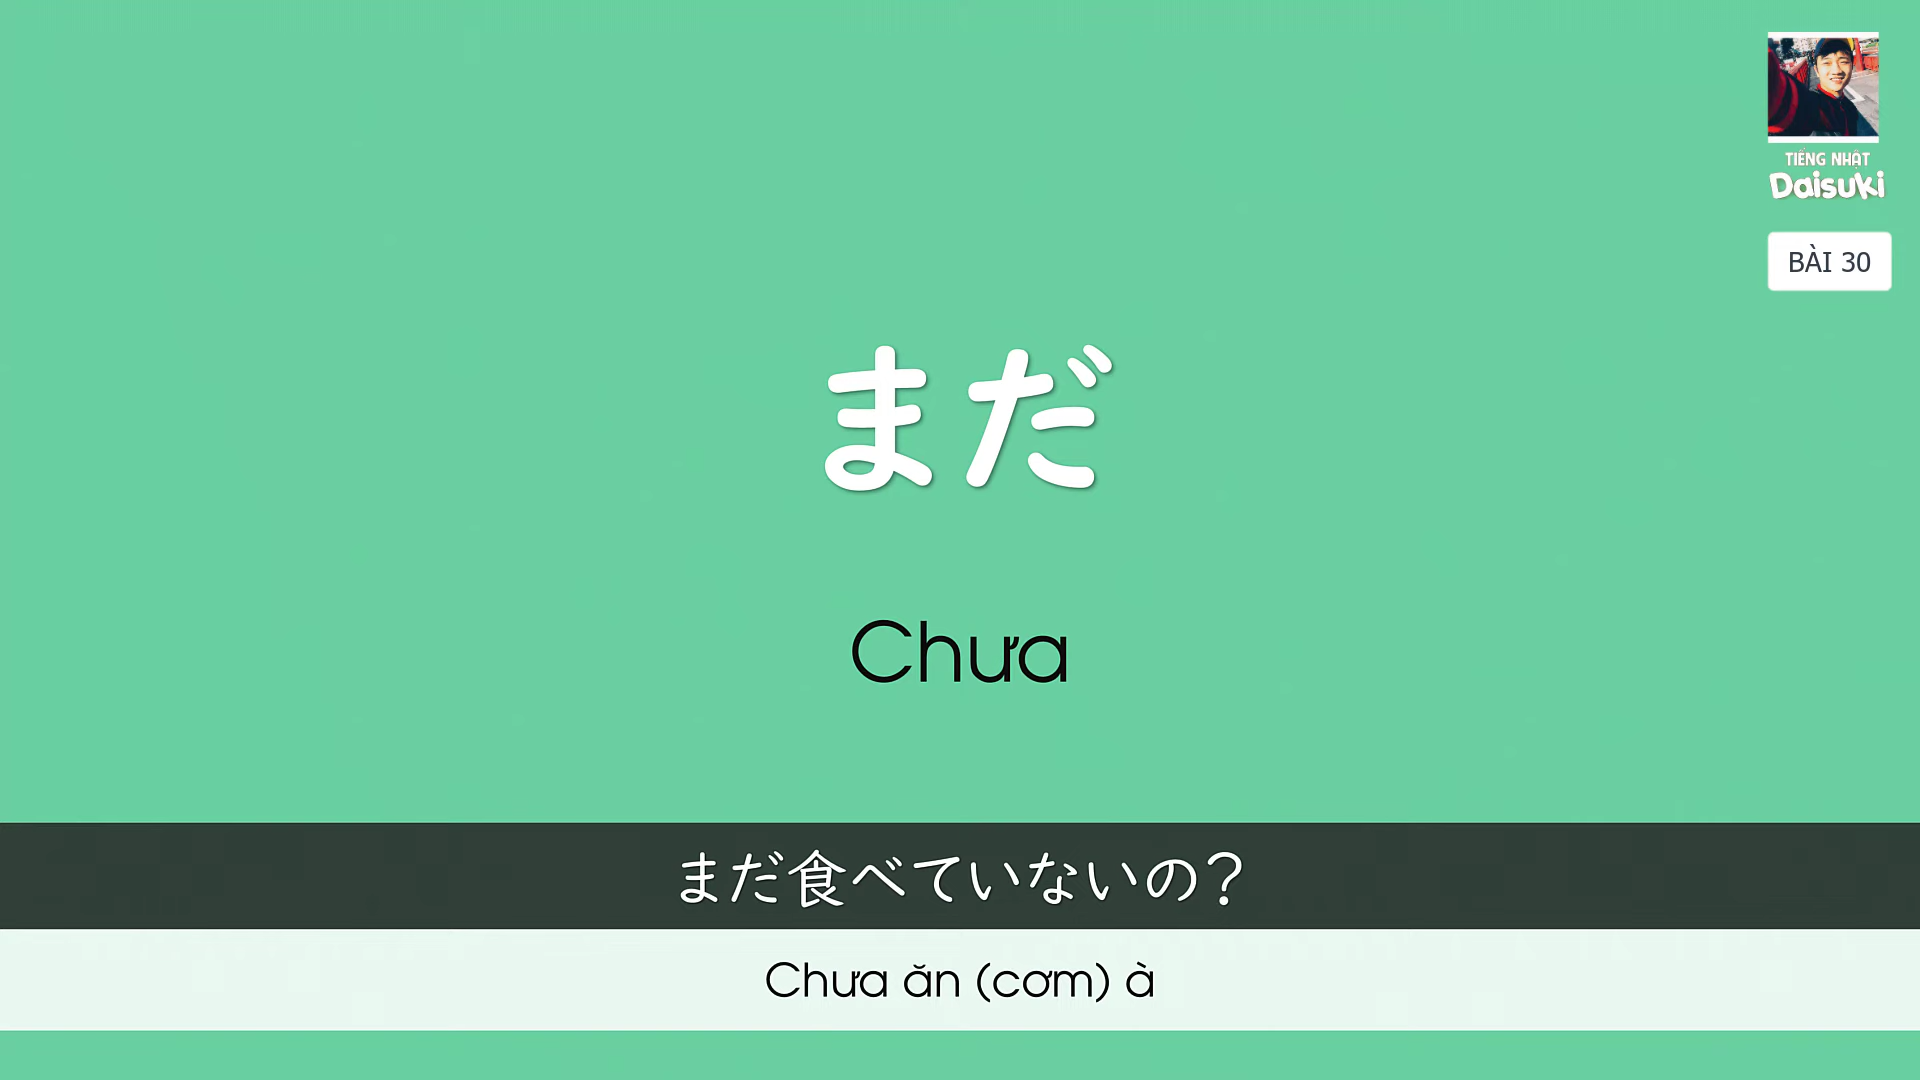 TIẾNG NHẬT
Daisuki
BÀI 30
まだ
Chưa
まだ食べていないの？
Chưa ăn (cơm) à